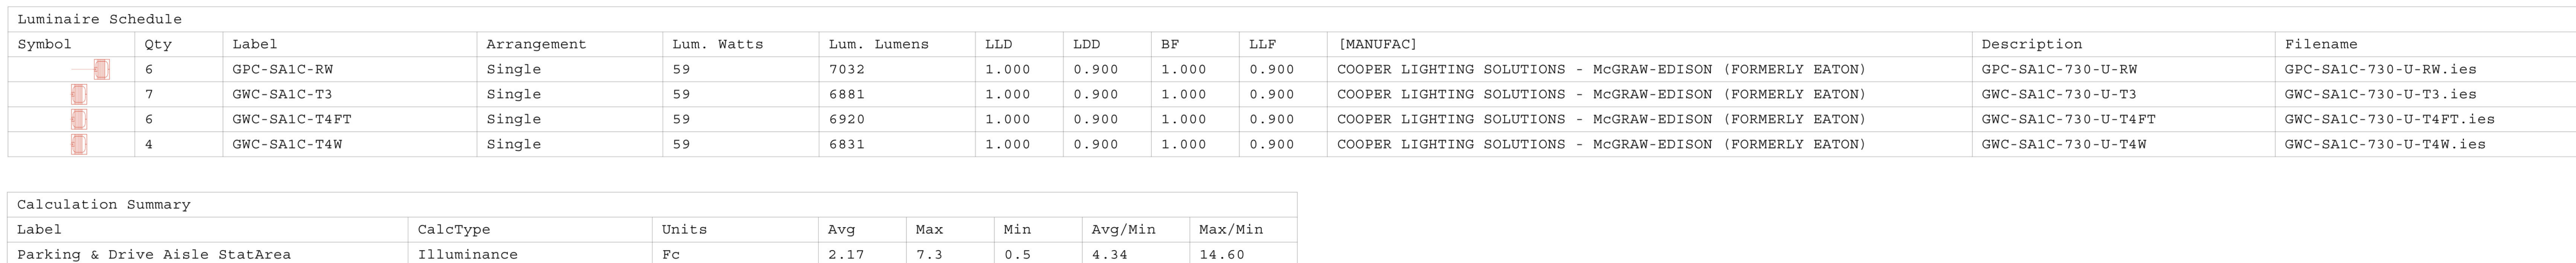 Luminaire Schedule
Symbol Qty Label Arrangement Lum. Watts Lum. Lumens LLD LDD BF LLF [MANUFAC] Description Filename
6 GPC-SA1C-RW Single 59 7032 1.000 0.900 1.000 0.900 COOPER LIGHTING SOLUTIONS - McGRAW-EDISON (FORMERLY EATON) GPC-SA1C-730-U-RW GPC-SA1C-730-U-RW.ies
7 GWC-SA1C-T3 Single 59 6881 1.000 0.900 1.000 0.900 COOPER LIGHTING SOLUTIONS - McGRAW-EDISON (FORMERLY EATON) GWC-SA1C-730-U-T3 GWC-SA1C-730-U-T3.ies
6 GWC-SA1C-T4FT Single 59 6920 1.000 0.900 1.000 0.900 COOPER LIGHTING SOLUTIONS - McGRAW-EDISON (FORMERLY EATON) GWC-SA1C-730-U-T4FT GWC-SA1C-730-U-T4FT.ies
4 GWC-SA1C-T4W Single 59 6831 1.000 0.900 1.000 0.900 COOPER LIGHTING SOLUTIONS - McGRAW-EDISON (FORMERLY EATON) GWC-SA1C-730-U-T4W GWC-SA1C-730-U-T4W.ies
Calculation Summary
Label CalcType Units Avg Max Min Avg/Min Max/Min
Parking & Drive Aisle StatArea Illuminance Fc 2.17 7.3 0.5 4.34 14.60